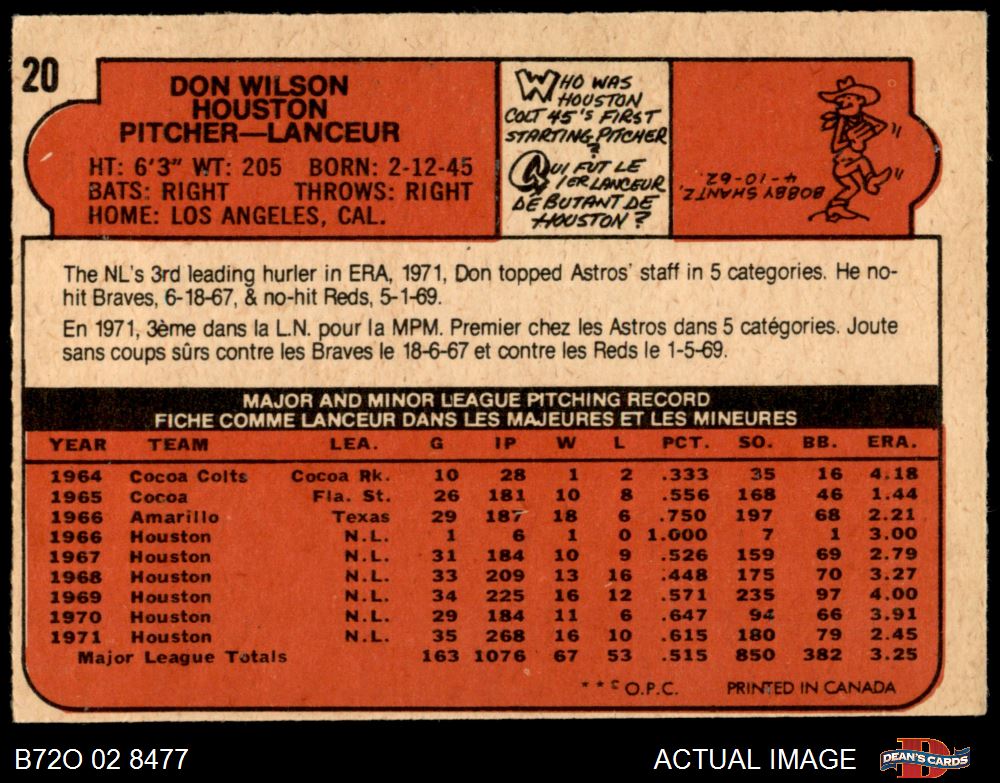 20
DON WILSON
HOUSTON
PITCHER—LANCEUR
HT: 6'3" WT: 205 BORN: 2-12-45
BATS: RIGHT THROWS: RIGHT
HOME: LOS ANGELES, CAL.
WHO WAS
HOUSTON
COLT 45'S FIRST
STARTING PITCHER
?
QUI FUT LE
1ER LANCEUR
DÉBUTANT DE
HOUSTON?
BOBBY SHANTZ,
4-10-62.
The NL's 3rd leading hurler in ERA, 1971, Don topped Astros' staff in 5 categories. He no-
hit Braves, 6-18-67, & no-hit Reds, 5-1-69.
En 1971, 3ème dans la L.N. pour la MPM. Premier chez les Astros dans 5 catégories. Joute
sans coups sûrs contre les Braves le 18-6-67 et contre les Reds le 1-5-69.
MAJOR AND MINOR LEAGUE PITCHING RECORD
FICHE COMME LANCEUR DANS LES MAJEURES ET LES MINEURES
YEAR TEAM LEA. G IP W L PCT. SO. BB. ERA.
1964 Cocoa Colts Cocoa Rk. 10 28 1 2 .333 35 16 4.18
1965 Cocoa Fla. St. 26 181 10 8 .556 168 46 1.44
1966 Amarillo Texas 29 187 18 6 .750 197 68 2.21
1966 Houston N.L. 1 6 1 0 1.000 7 1 3.00
1967 Houston N.L. 31 184 10 9 .526 159 69 2.79
1968 Houston N.L. 33 209 13 16 .448 175 70 3.27
1969 Houston N.L. 34 225 16 12 .571 235 97 4.00
1970 Houston N.L. 29 184 11 6 .647 94 66 3.91
1971 Houston N.L. 35 268 16 10 .615 180 79 2.45
Major League Totals 163 1076 67 53 .515 850 382 3.25
* * © O.P.C. PRINTED IN CANADA
B72O 02 8477
ACTUAL IMAGE
DEAN'S CARDS